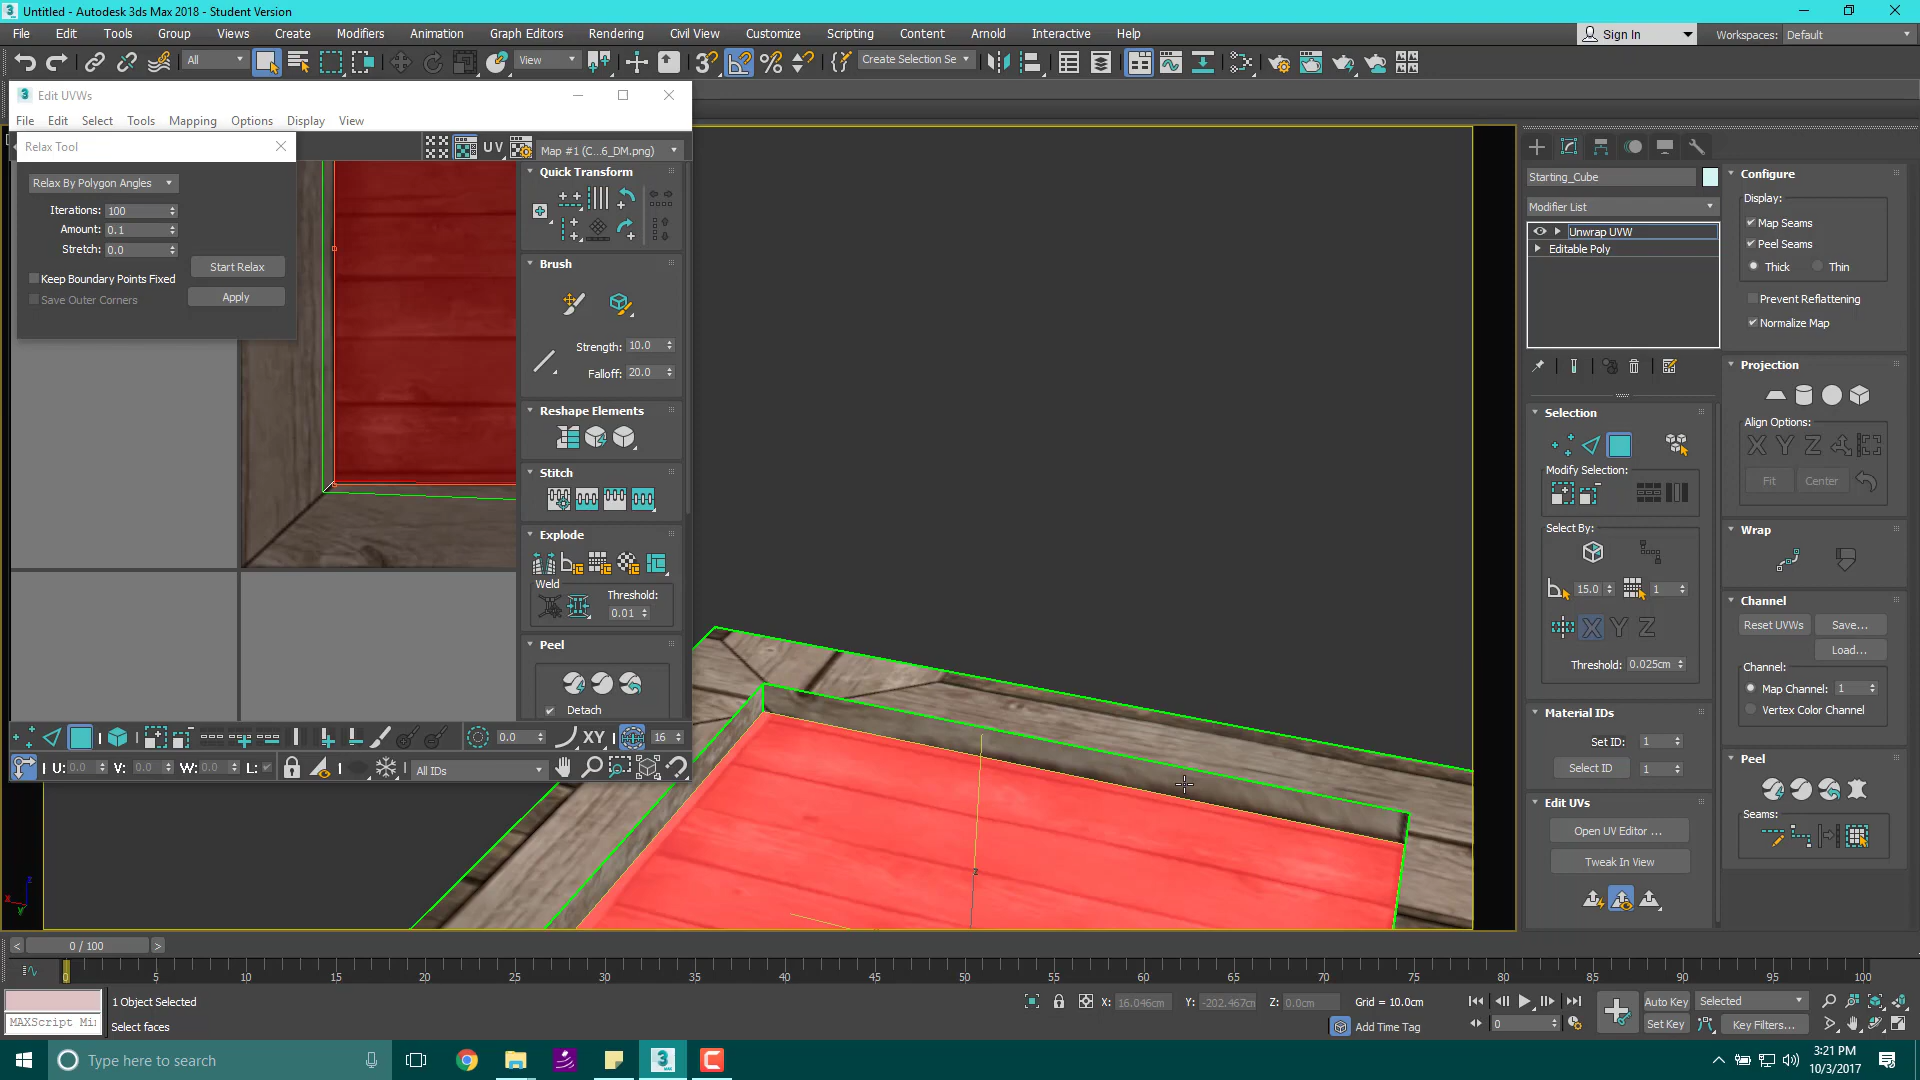 Untitled - Autodesk 3ds Max 2018 - Student Version
File Edit Tools Group Views Create Modifiers Animation Graph Editors Rendering Civil View Customize Scripting Content Arnold Interactive Help
Sign In
Workspaces: Default
All
View
Create Selection Se
Edit UVWs
File Edit Select Tools Mapping Options Display View
Relax Tool
UV
Map #1 (C...6_DM.png)
Relax By Polygon Angles
Iterations: 100
Amount: 0.1
Stretch: 0.0
Start Relax
Keep Boundary Points Fixed
Apply
Save Outer Corners
Quick Transform
Brush
Strength: 10.0
Falloff: 20.0
Reshape Elements
Stitch
Explode
Weld
Threshold:
0.01
Peel
Detach
0.0
XY
16
U: 0.0 V: 0.0 W: 0.0 L:
All IDs
z
x
y
z
Starting_Cube
Modifier List
Unwrap UVW
Editable Poly
Selection
Modify Selection:
Select By:
15.0
1
X Y Z
Threshold: 0.025cm
Material IDs
Set ID: 1
Select ID 1
Edit UVs
Open UV Editor ...
Tweak In View
Configure
Display:
Map Seams
Peel Seams
Thick Thin
Prevent Reflattening
Normalize Map
Projection
Align Options:
X Y Z
Fit Center
Wrap
Channel
Reset UVWs Save...
Load...
Channel:
Map Channel: 1
Vertex Color Channel
Peel
Seams:
< 0 / 100 >
0 5 10 15 20 25 30 35 40 45 50 55 60 65 70 75 80 85 90 95 100
1 Object Selected
MAXScript Mi
Select faces
X: 16.046cm Y: -202.467cm Z: 0.0cm Grid = 10.0cm
Add Time Tag
0
Auto Key Selected
Set Key Key Filters...
Type here to search
3:21 PM
10/3/2017